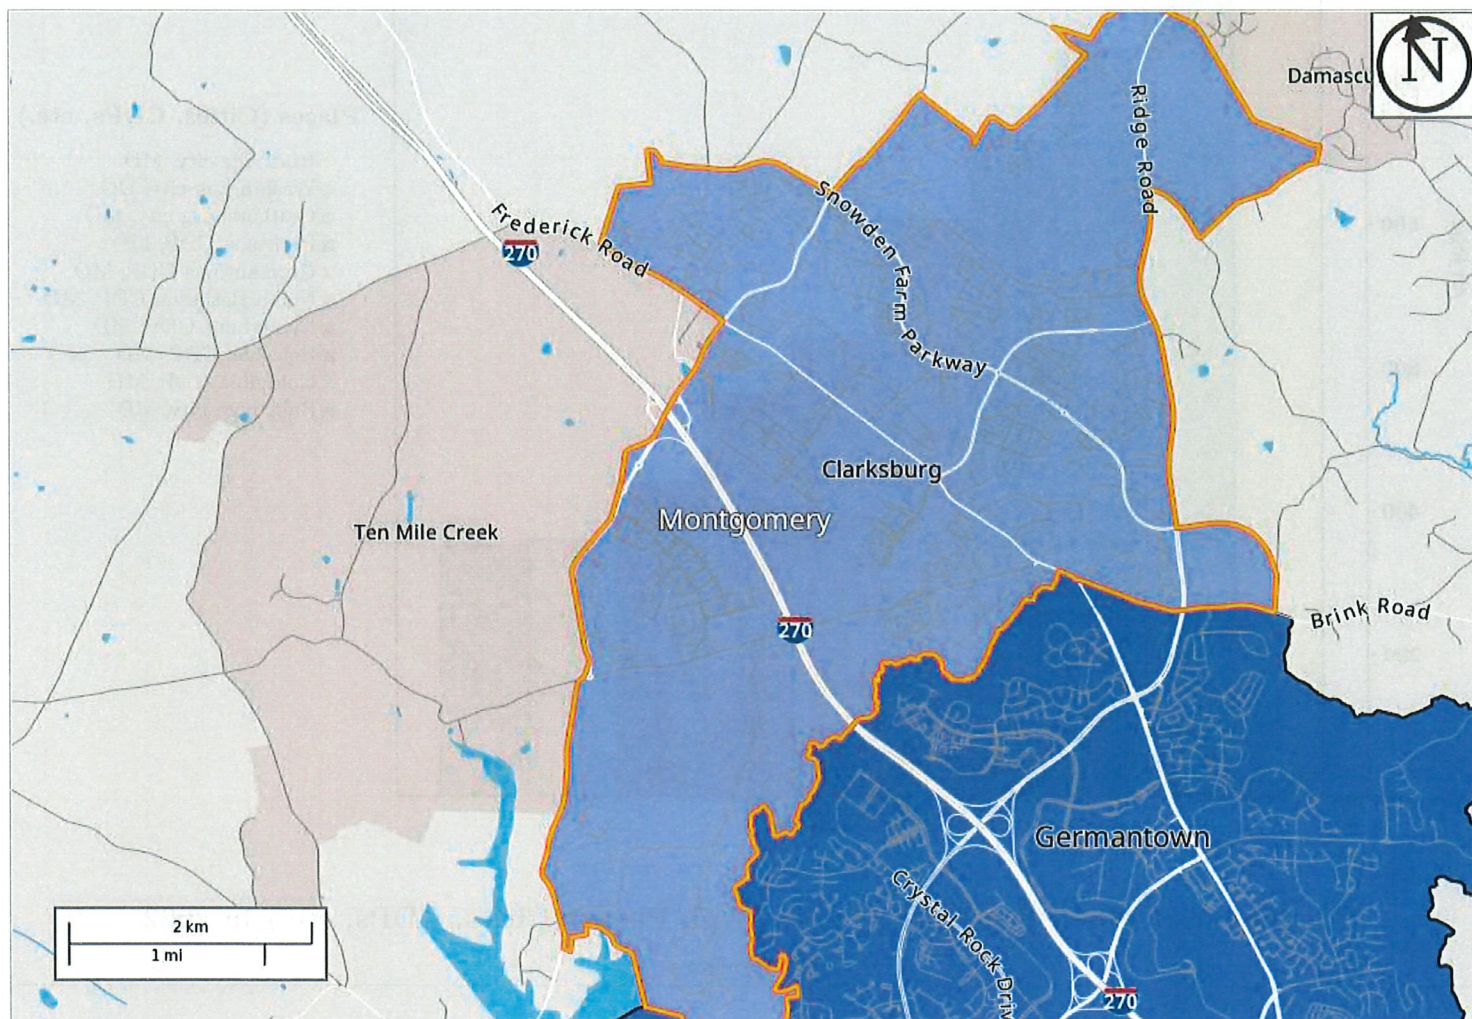 Damascu
N
Ridge Road
Snowden Farm Parkway
Frederick Road
270
Clarksburg
Montgomery
Ten Mile Creek
270
Brink Road
Germantown
Crystal Rock Driv
2 km
1 mi
270